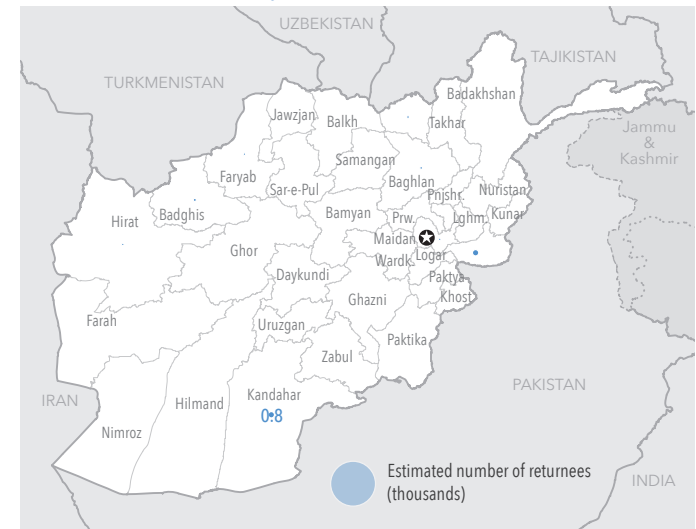 UZBEKISTAN
TAJIKISTAN
TURKMENISTAN
Badakhshan
Jawzjan
Balkh
Takhar
Jammu
&
Kashmir
Samangan
Faryab
Baghlan
Sar-e-Pul
Pnjshr.
Nuristan
Badghis
Bamyan
Prw.
Lghm.
Kunar
Hirat
Maidan
Ghor
Logar
Wardk.
Daykundi
Paktya
Khost
Ghazni
Farah
Uruzgan
Paktika
Zabul
PAKISTAN
Kandahar
IRAN
Hilmand
0.8
Nimroz
Estimated number of returnees
(thousands)
INDIA